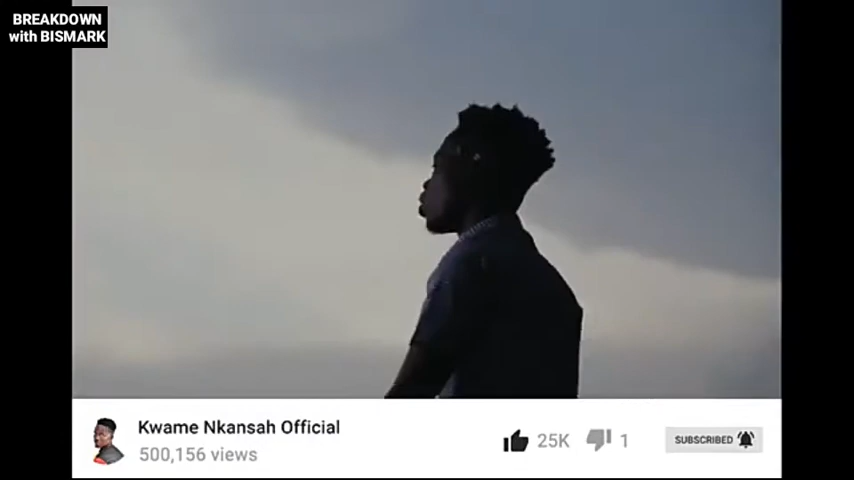 BREAKDOWN
with BISMARK
Kwame Nkansah Official
500,156 views
25K
1
SUBSCRIBED